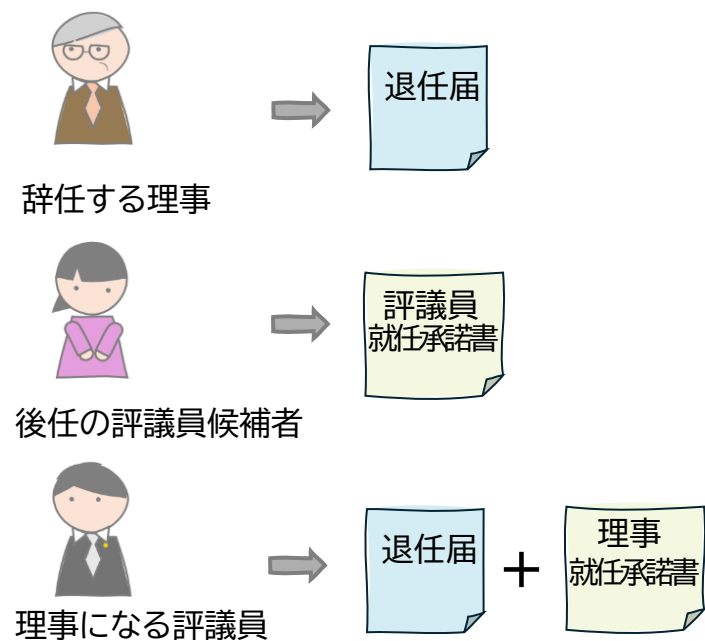 退任届
辞任する理事
評議員
就任承諾書
後任の評議員候補者
退任届
+
理事
就任承諾書
理事になる評議員